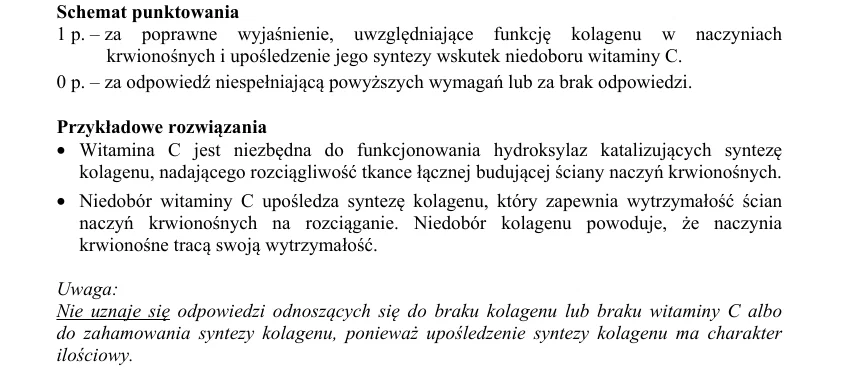 Schemat punktowania
1 p. – za poprawne wyjaśnienie, uwzględniające funkcję kolagenu w naczyniach
krwionośnych i upośledzenie jego syntezy wskutek niedoboru witaminy C.
0 p. – za odpowiedź niespełniającą powyższych wymagań lub za brak odpowiedzi.
Przykładowe rozwiązania
• Witamina C jest niezbędna do funkcjonowania hydroksylaz katalizujących syntezę
kolagenu, nadającego rozciągliwość tkance łącznej budującej ściany naczyń krwionośnych.
• Niedobór witaminy C upośledza syntezę kolagenu, który zapewnia wytrzymałość ścian
naczyń krwionośnych na rozciąganie. Niedobór kolagenu powoduje, że naczynia
krwionośne tracą swoją wytrzymałość.
Uwaga:
Nie uznaje się odpowiedzi odnoszących się do braku kolagenu lub braku witaminy C albo
do zahamowania syntezy kolagenu, ponieważ upośledzenie syntezy kolagenu ma charakter
ilościowy.